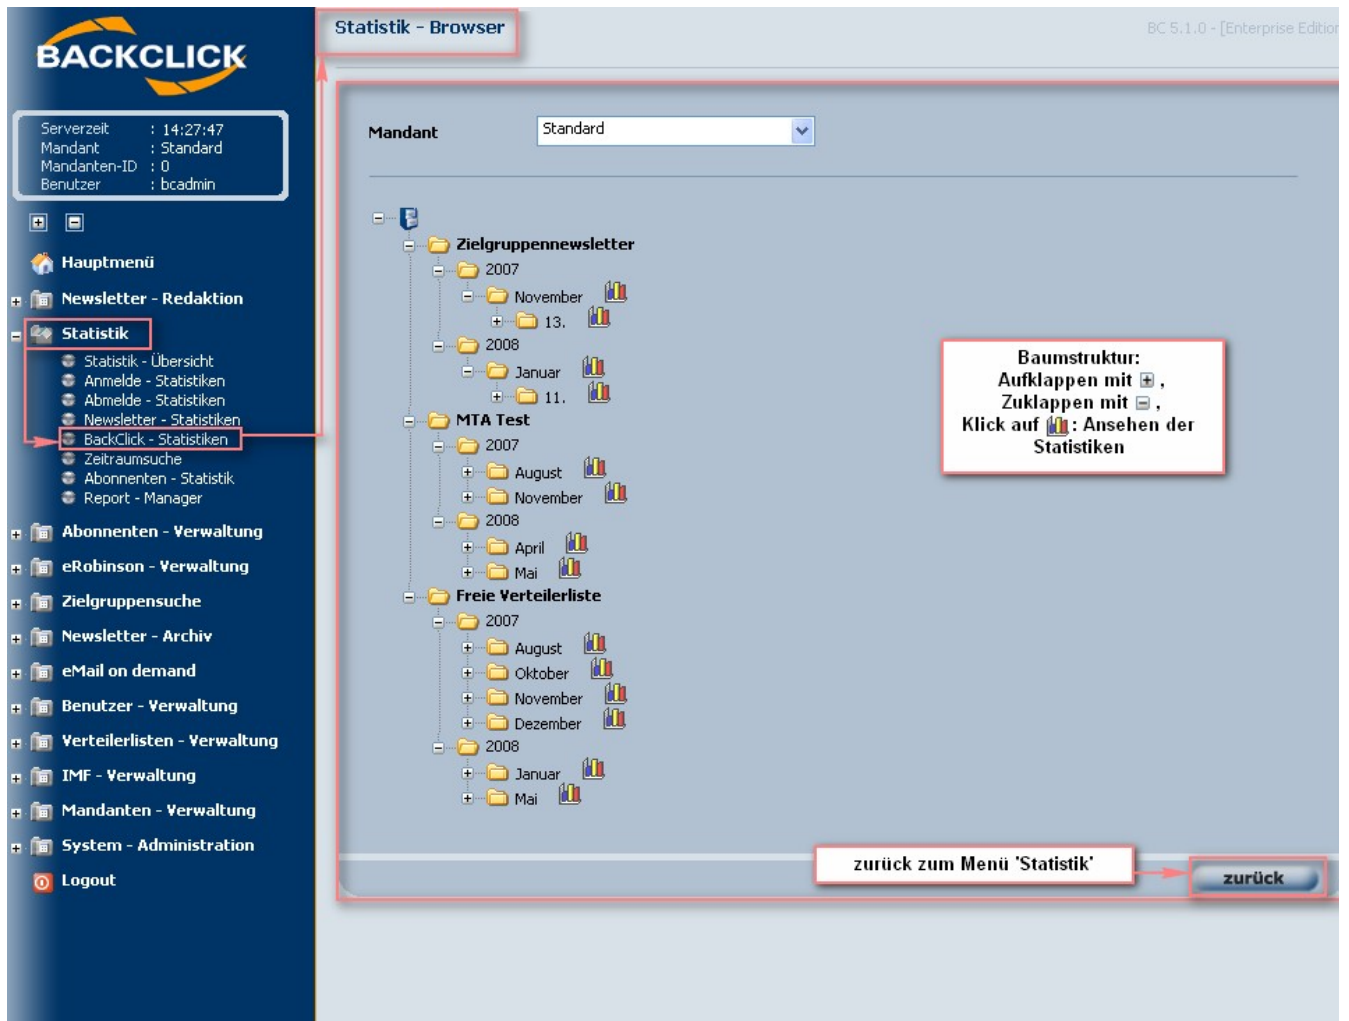 BACKCLICK
Serverzeit : 14:27:47
Mandant : Standard
Mandanten-ID : 0
Benutzer : bcadmin
Hauptmenü
Newsletter - Redaktion
Statistik
Statistik - Übersicht
Anmelde - Statistiken
Abmelde - Statistiken
Newsletter - Statistiken
BackClick - Statistiken
Zeitraumsuche
Abonnenten - Statistik
Report - Manager
Abonnenten - Verwaltung
eRobinson - Verwaltung
Zielgruppensuche
Newsletter - Archiv
eMail on demand
Benutzer - Verwaltung
Verteilerlisten - Verwaltung
IMF - Verwaltung
Mandanten - Verwaltung
System - Administration
Logout
Statistik - Browser
BC 5.1.0 - [Enterprise Edition
Mandant Standard
Zielgruppennewsletter
2007
November
13.
2008
Januar
11.
MTA Test
2007
August
November
2008
April
Mai
Freie Verteilerliste
2007
August
Oktober
November
Dezember
2008
Januar
Mai
Baumstruktur:
Aufklappen mit ,
Zuklappen mit ,
Klick auf : Ansehen der
Statistiken
zurück zum Menü 'Statistik'
zurück